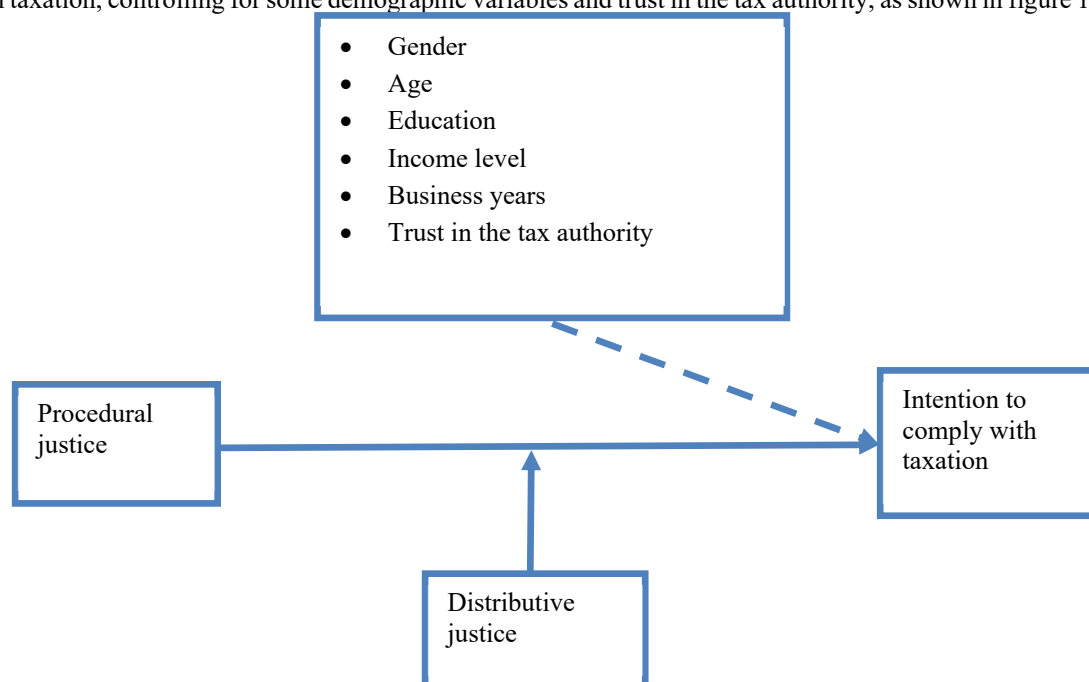 taxation, controlling for some demographic variables and trust in the tax authority, as shown in figure 1
• Gender
• Age
• Education
• Income level
• Business years
• Trust in the tax authority
Procedural
justice
Intention to
comply with
taxation
Distributive
justice